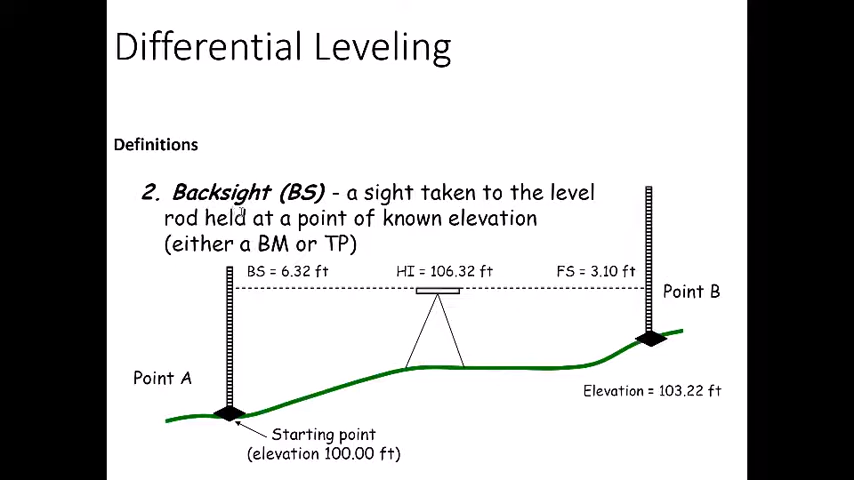 Differential Leveling
Definitions
2. Backsight (BS) - a sight taken to the level
rod held at a point of known elevation
(either a BM or TP)
BS = 6.32 ft
HI = 106.32 ft
FS = 3.10 ft
Point B
Point A
Elevation = 103.22 ft
Starting point
(elevation 100.00 ft)